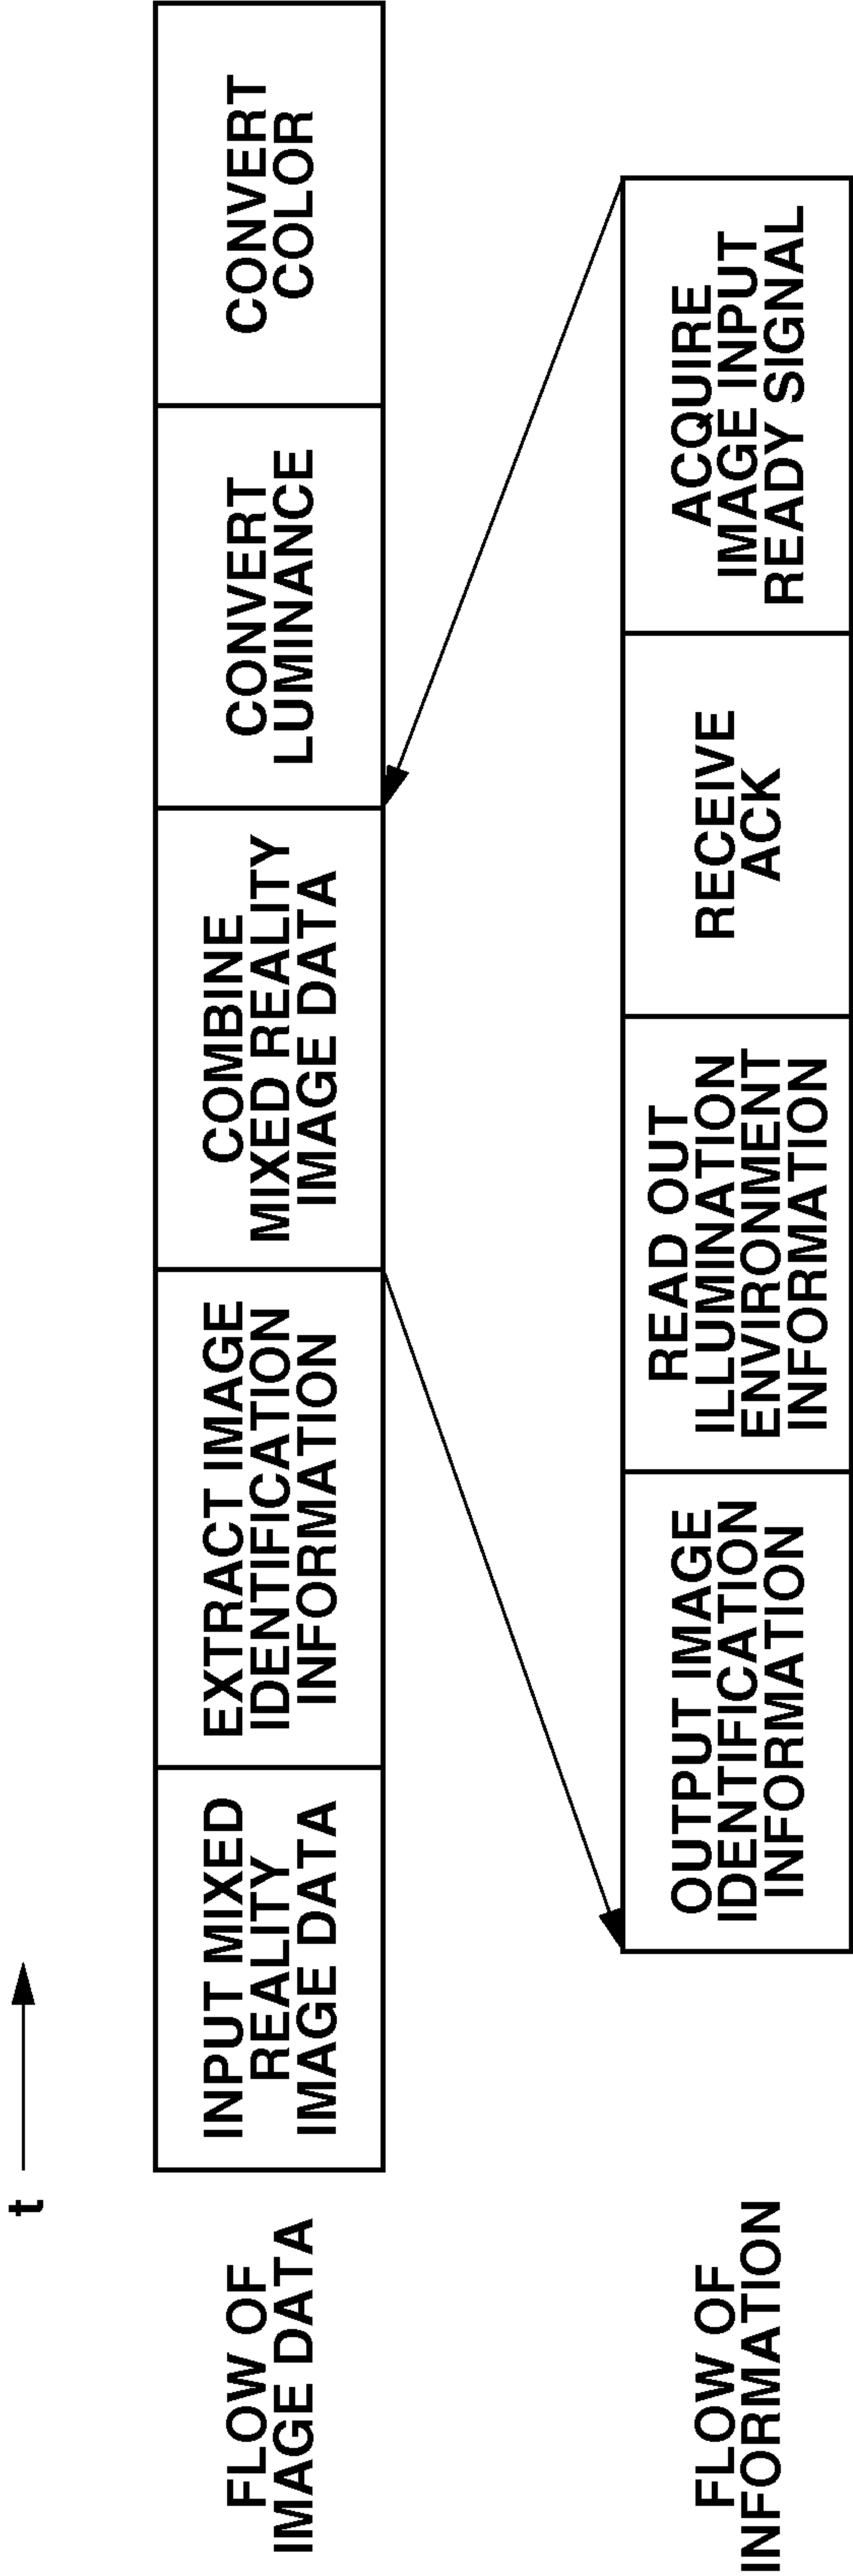 t
FLOW OF
IMAGE DATA
INPUT MIXED
REALITY
IMAGE DATA
EXTRACT IMAGE
IDENTIFICATION
INFORMATION
COMBINE
MIXED REALITY
IMAGE DATA
CONVERT
LUMINANCE
CONVERT
COLOR
FLOW OF
INFORMATION
OUTPUT IMAGE
IDENTIFICATION
INFORMATION
READ OUT
ILLUMINATION
ENVIRONMENT
INFORMATION
RECEIVE
ACK
ACQUIRE
IMAGE INPUT
READY SIGNAL